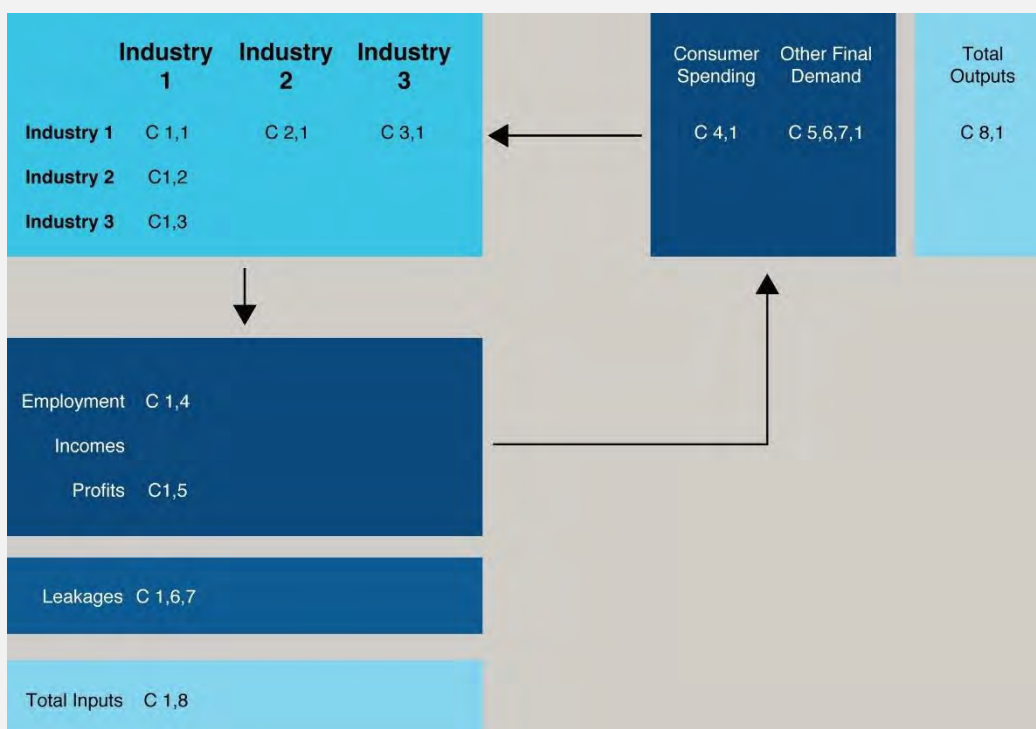 Industry 1 Industry 2 Industry 3 Consumer Spending Other Final Demand Total Outputs
Industry 1 C 1,1 C 2,1 C 3,1 C 4,1 C 5,6,7,1 C 8,1
Industry 2 C1,2
Industry 3 C1,3
Employment C 1,4
Incomes
Profits C1,5
Leakages C 1,6,7
Total Inputs C 1,8